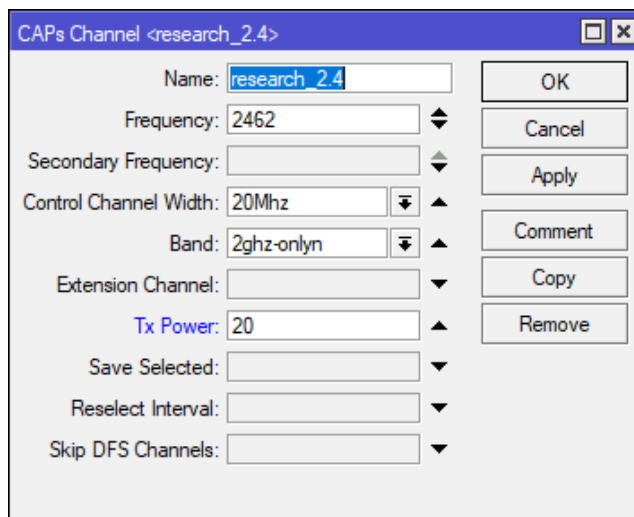 CAPs Channel <research_2.4>
Name: research_2.4
OK
Frequency: 2462
Cancel
Secondary Frequency:
Apply
Control Channel Width: 20Mhz
Band: 2ghz-onlyn
Comment
Extension Channel:
Copy
Tx Power: 20
Remove
Save Selected:
Reselect Interval:
Skip DFS Channels: